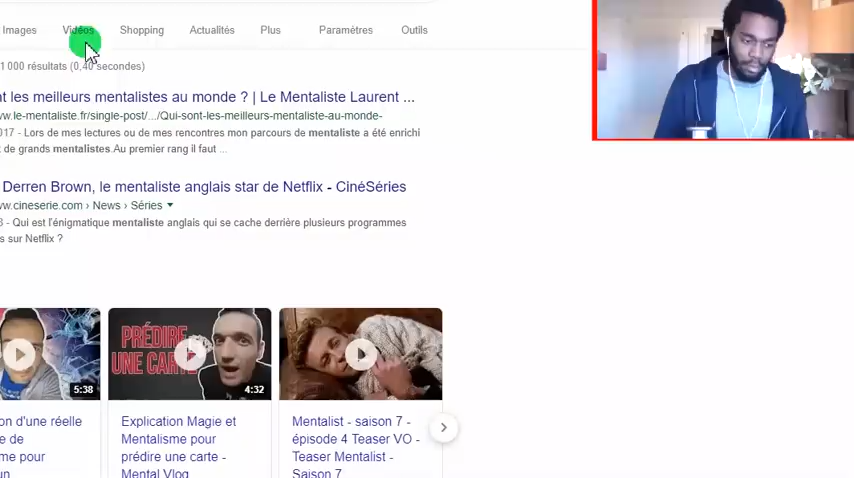 Images Vidéos Shopping Actualités Plus Paramètres Outils
1 000 résultats (0,40 secondes)
nt les meilleurs mentalistes au monde ? | Le Mentaliste Laurent ...
ww.le-mentaliste.fr/single-post/.../Qui-sont-les-meilleurs-mentaliste-au-monde-
2017 - Lors de mes lectures ou de mes rencontres mon parcours de mentaliste a été enrichi
de grands mentalistes.Au premier rang il faut ...
Derren Brown, le mentaliste anglais star de Netflix - CinéSéries
ww.cineserie.com › News › Séries
8 - Qui est l'énigmatique mentaliste anglais qui se cache derrière plusieurs programmes
s sur Netflix ?
PRÉDIRE
UNE CARTE
5:38
4:32
on d'une réelle
e de
me pour
un
Explication Magie et
Mentalisme pour
prédire une carte -
Mental Vlog
Mentalist - saison 7 -
épisode 4 Teaser VO -
Teaser Mentalist -
Saison 7